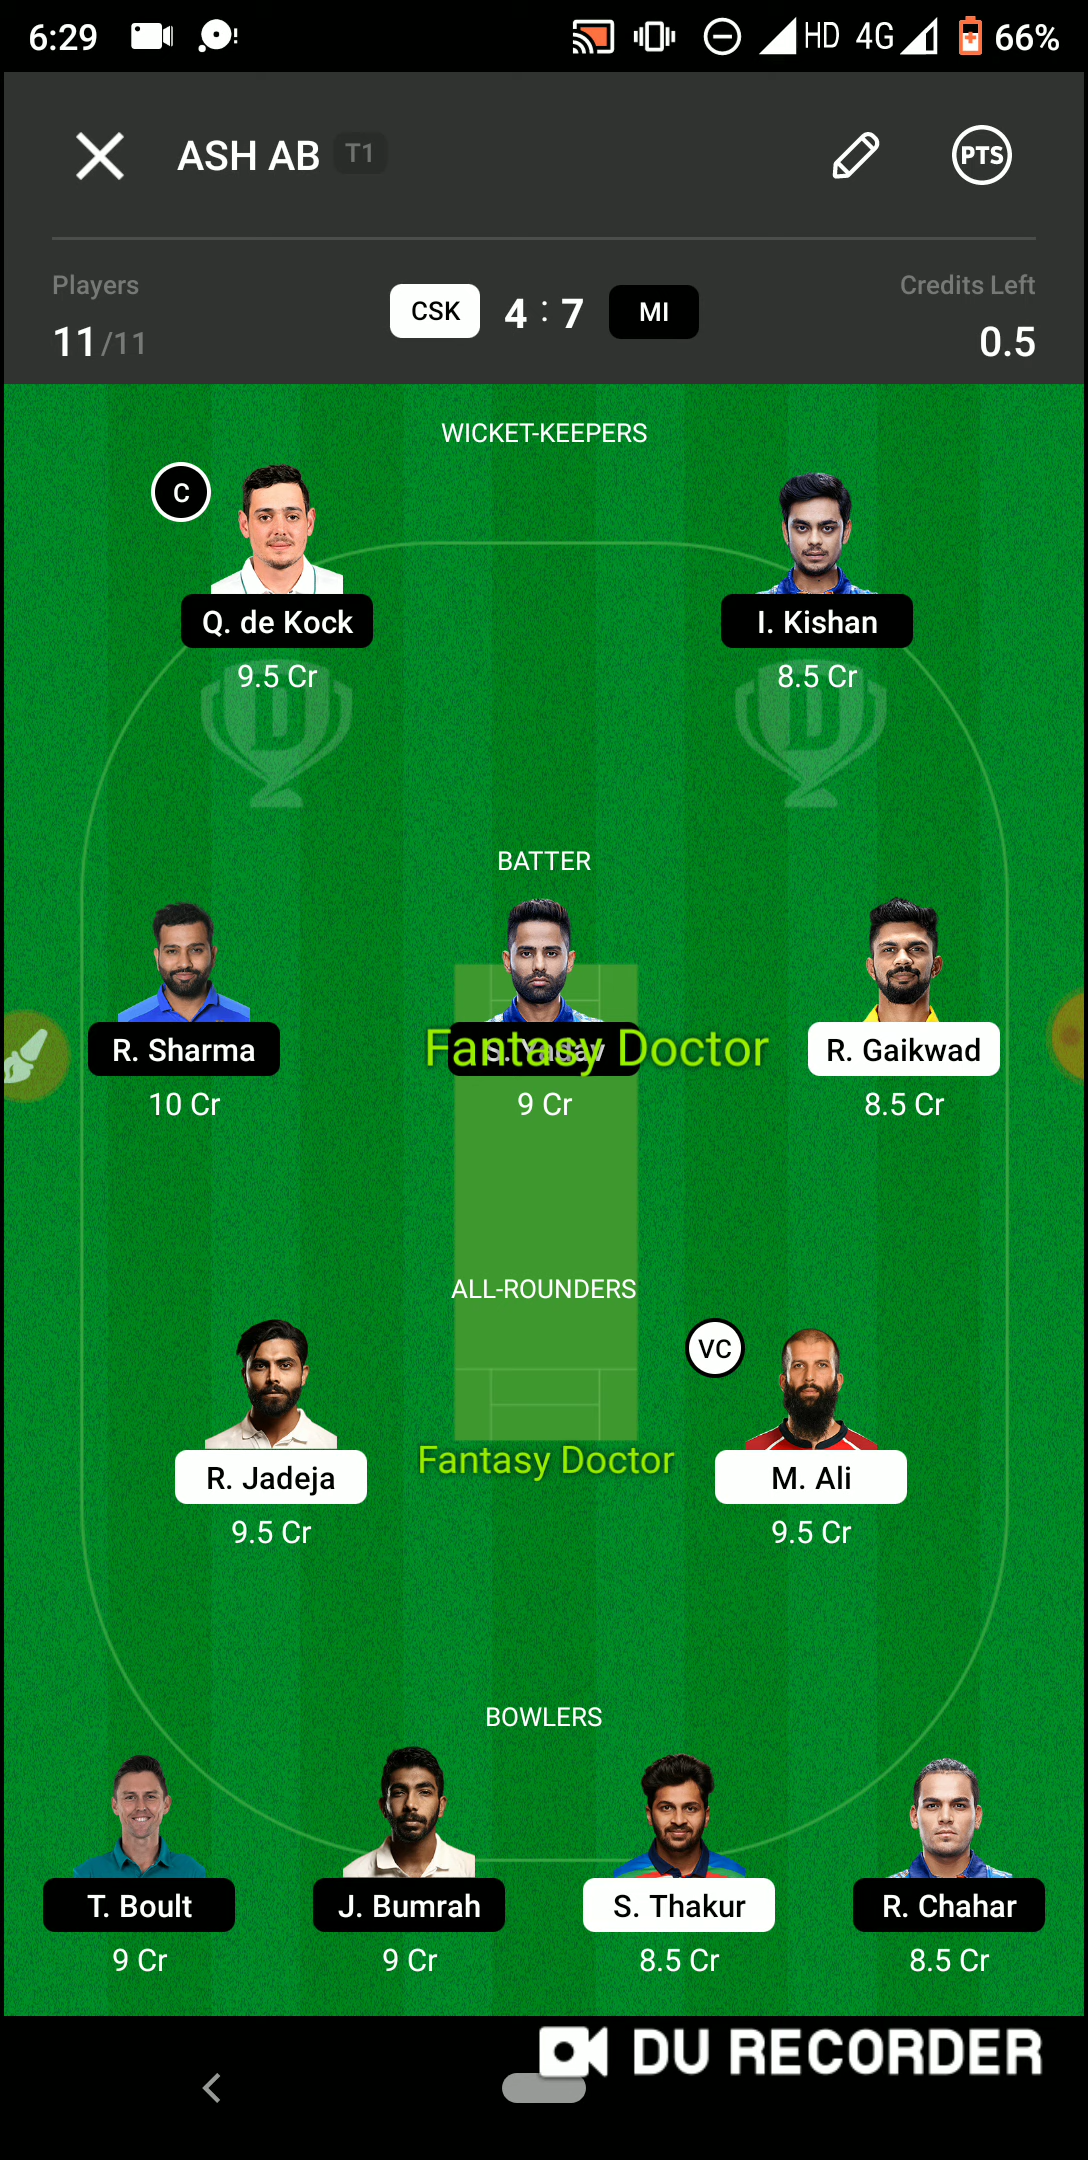 6:29 HD 4G 66%
ASH AB T1 PTS
Players Credits Left
CSK 4 : 7 MI
11/11 0.5
WICKET-KEEPERS
C
Q. de Kock I. Kishan
9.5 Cr 8.5 Cr
D D
BATTER
R. Sharma S. Yadav R. Gaikwad
Fantasy Doctor
10 Cr 9 Cr 8.5 Cr
ALL-ROUNDERS
VC
Fantasy Doctor
R. Jadeja M. Ali
9.5 Cr 9.5 Cr
BOWLERS
T. Boult J. Bumrah S. Thakur R. Chahar
9 Cr 9 Cr 8.5 Cr 8.5 Cr
DU RECORDER